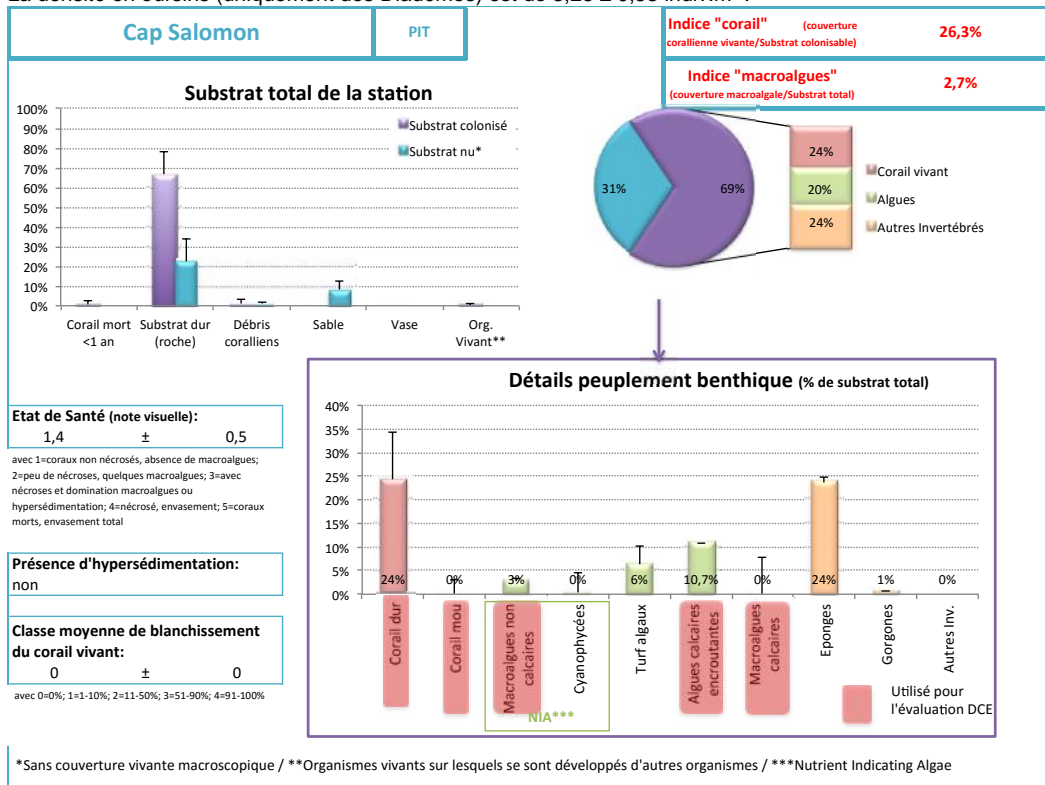 Cap Salomon
PIT
Indice "corail" (couverture
corallienne vivante/Substrat colonisable)
26,3%
Indice "macroalgues"
(couverture macroalgale/Substrat total)
2,7%
Substrat total de la station
100%
90%
80%
70%
60%
50%
40%
30%
20%
10%
0%
Substrat colonisé
Substrat nu*
Corail mort
<1 an
Substrat dur
(roche)
Débris
coralliens
Sable
Vase
Org.
Vivant**
31%
69%
24%
20%
24%
Corail vivant
Algues
Autres Invertébrés
Etat de Santé (note visuelle):
1,4 ± 0,5
avec 1=coraux non nécrosés, absence de macroalgues;
2=peu de nécroses, quelques macroalgues; 3=avec
nécroses et domination macroalgues ou
hypersédimentation; 4=nécrosé, envasement; 5=coraux
morts, envasement total
Présence d'hypersédimentation:
non
Classe moyenne de blanchissement
du corail vivant:
0 ± 0
avec 0=0%; 1=1-10%; 2=11-50%; 3=51-90%; 4=91-100%
Détails peuplement benthique (% de substrat total)
40%
35%
30%
25%
20%
15%
10%
5%
0%
24%
0%
3%
0%
6%
10,7%
0%
24%
1%
0%
Corail dur
Corail mou
Macroalgues non
calcaires
Cyanophycées
Turf algaux
Algues calcaires
encroutantes
Macroalgues
calcaires
Eponges
Gorgones
Autres Inv.
NIA***
Utilisé pour
l'évaluation DCE
*Sans couverture vivante macroscopique / **Organismes vivants sur lesquels se sont développés d'autres organismes / ***Nutrient Indicating Algae